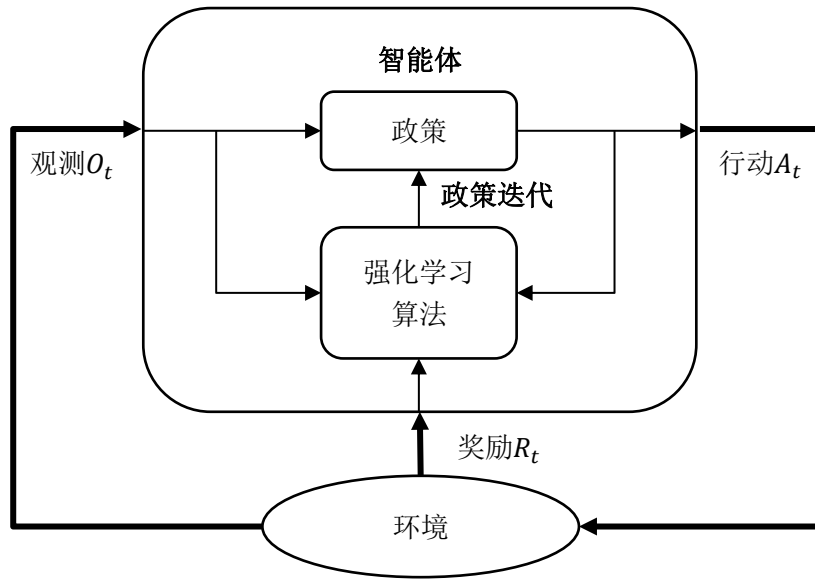 智能体
政策
观测O_t
行动A_t
政策迭代
强化学习
算法
奖励R_t
环境